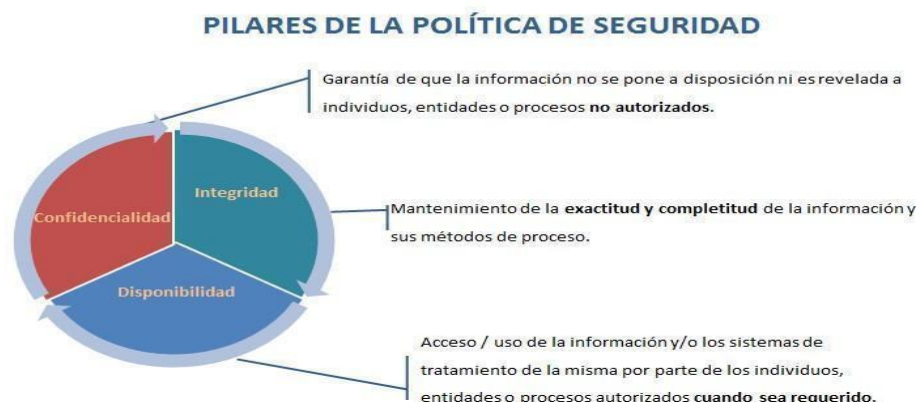 PILARES DE LA POLÍTICA DE SEGURIDAD
Garantía de que la información no se pone a disposición ni es revelada a
individuos, entidades o procesos no autorizados.
Integridad
Confidencialidad
Mantenimiento de la exactitud y completitud de la información y
sus métodos de proceso.
Disponibilidad
Acceso / uso de la información y/o los sistemas de
tratamiento de la misma por parte de los individuos,
entidades o procesos autorizados cuando sea requerido.